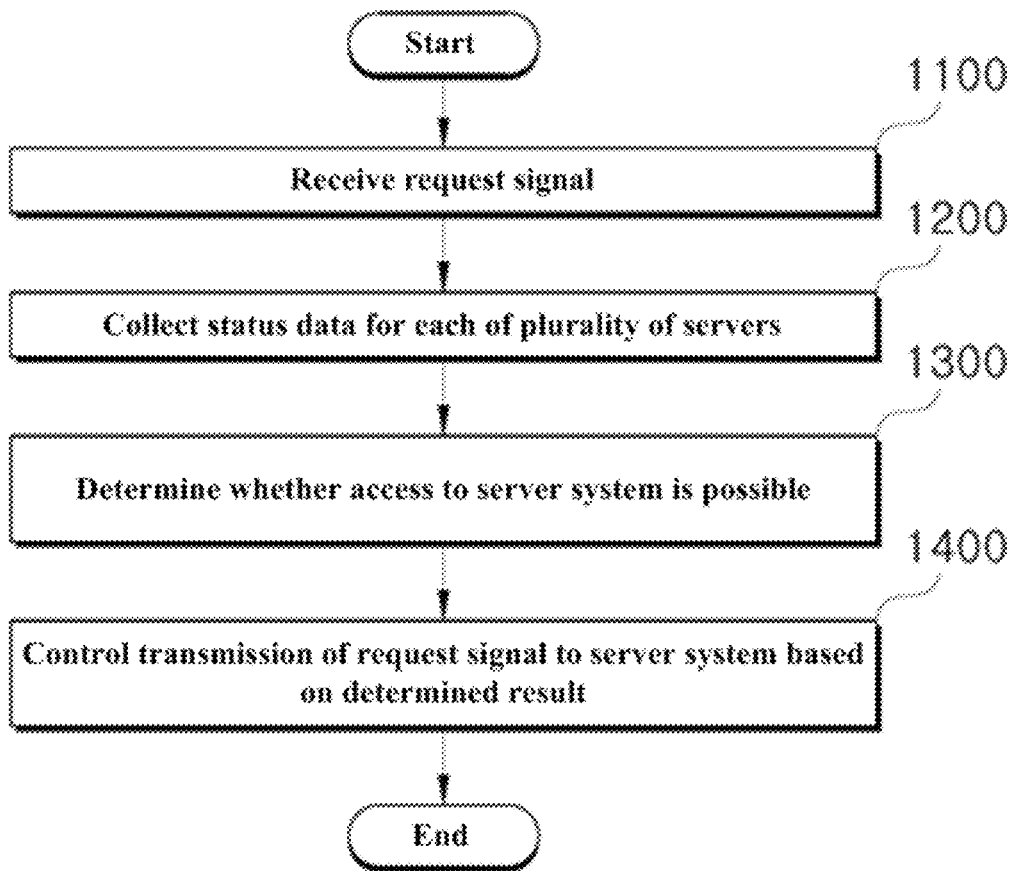 Start
1100
Receive request signal
1200
Collect status data for each of plurality of servers
1300
Determine whether access to server system is possible
1400
Control transmission of request signal to server system based
on determined result
End